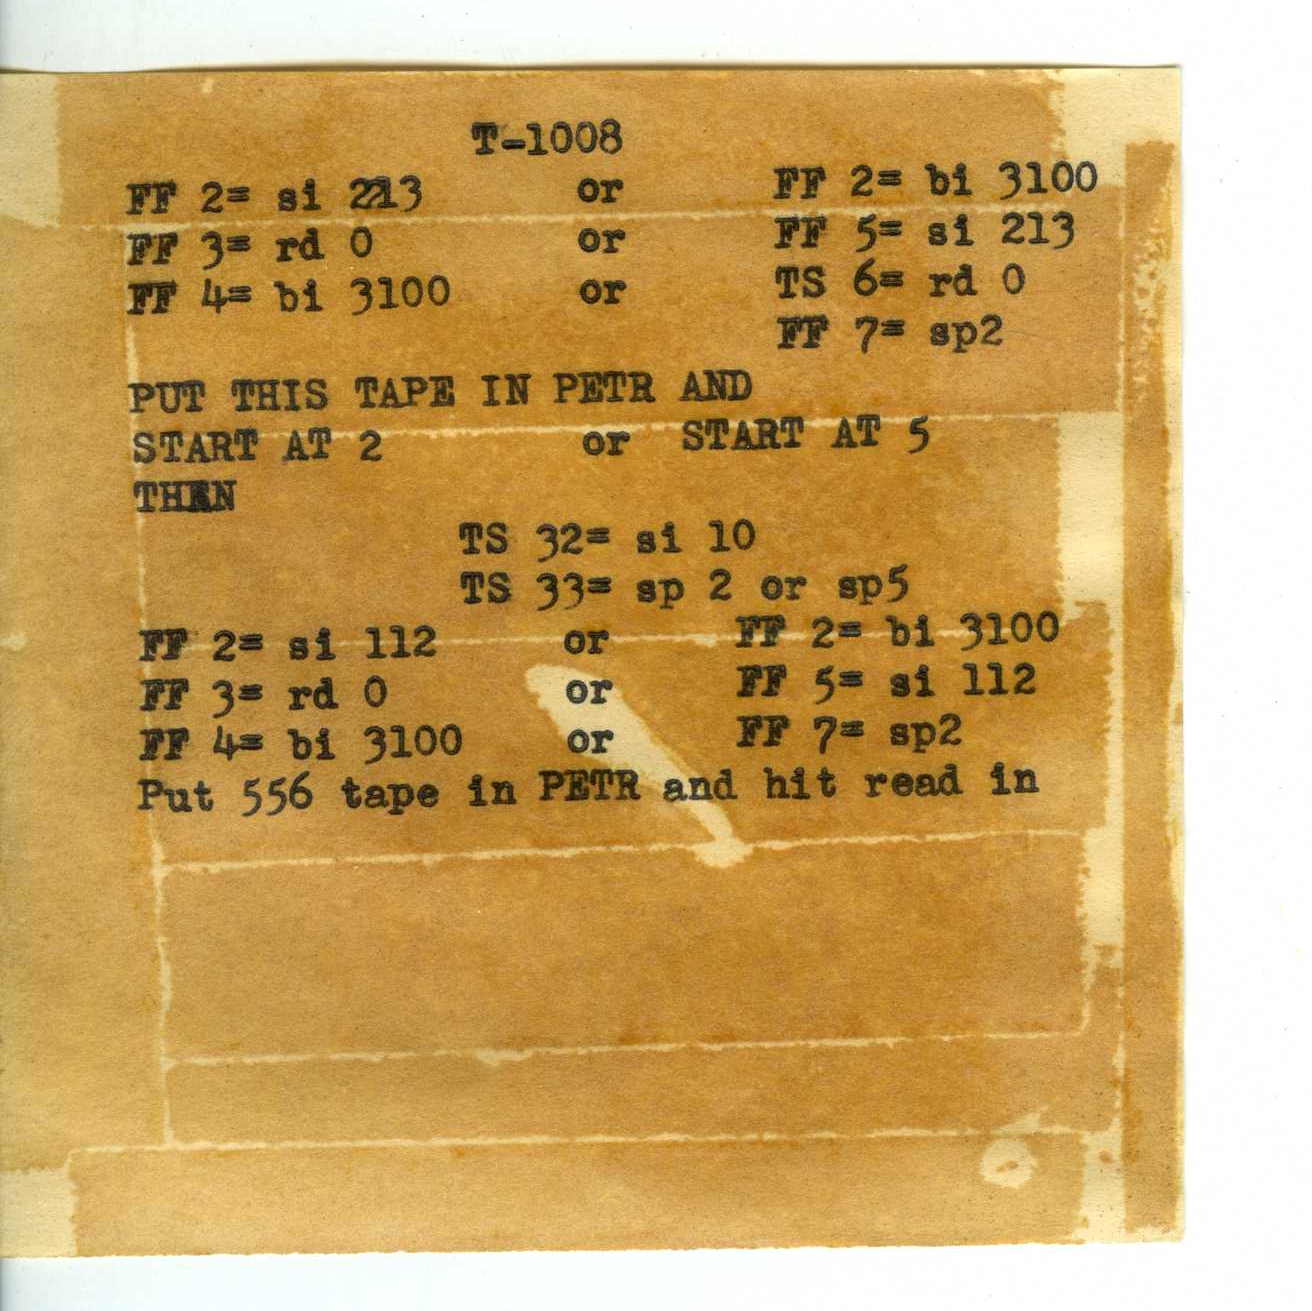 T-1008
FF 2= si 213 or FF 2= bi 3100
FF 3= rd 0 or FF 5= si 213
FF 4= bi 3100 or TS 6= rd 0
FF 7= sp2
PUT THIS TAPE IN PETR AND
START AT 2 or START AT 5
THEN
TS 32= si 10
TS 33= sp 2 or sp5
FF 2= si 112 or FF 2= bi 3100
FF 3= rd 0 or FF 5= si 112
FF 4= bi 3100 or FF 7= sp2
Put 556 tape in PETR and hit read in